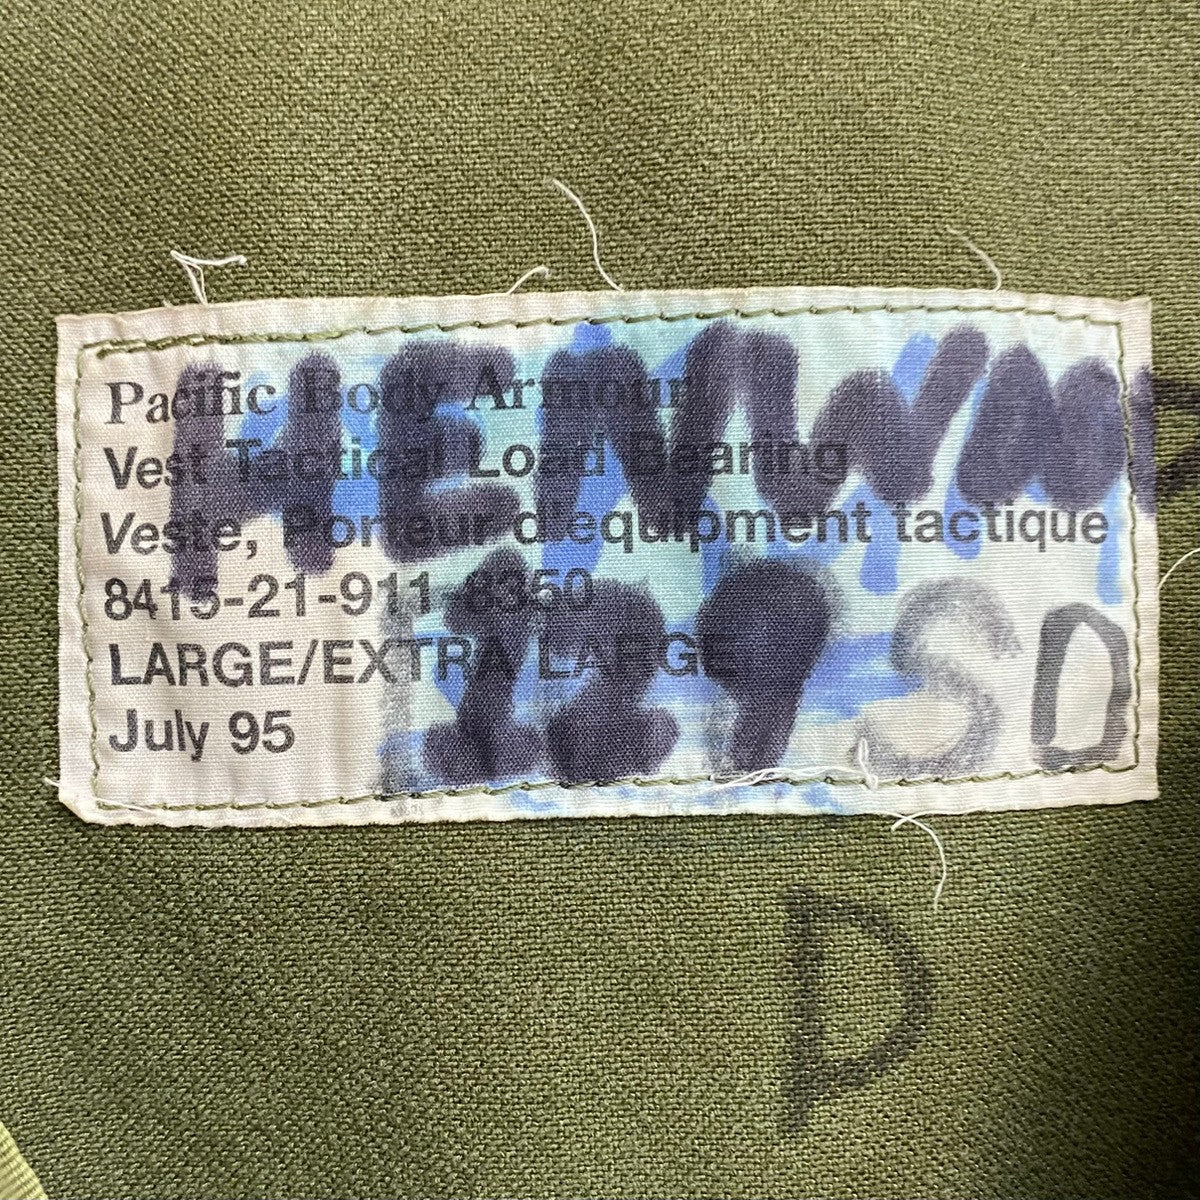 Pacific Body Armour
Vest Tactical Load Bearing
Veste, Porteur d'equipment tactique
8415-21-911-8350
LARGE/EXTRA LARGE
July 95
D